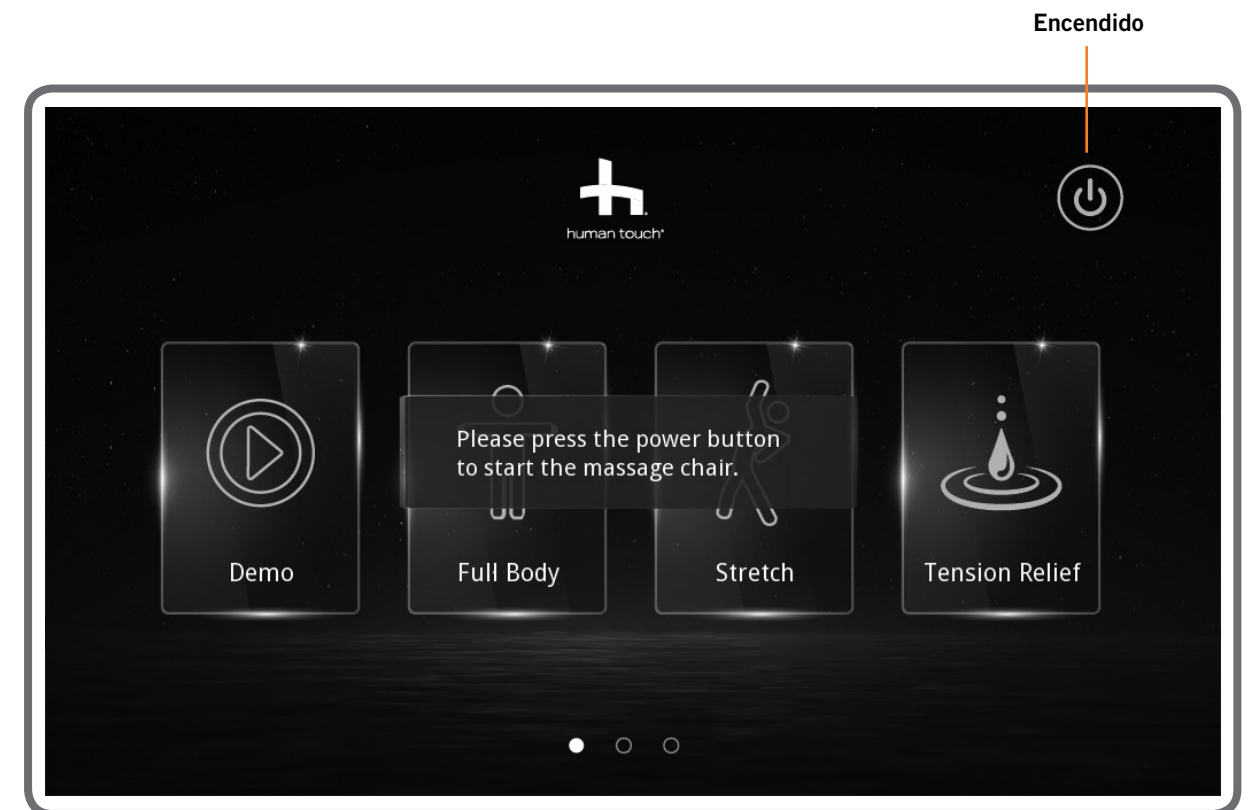 Encendido
human touch®
Please press the power button
to start the massage chair.
Demo
Full Body
Stretch
Tension Relief